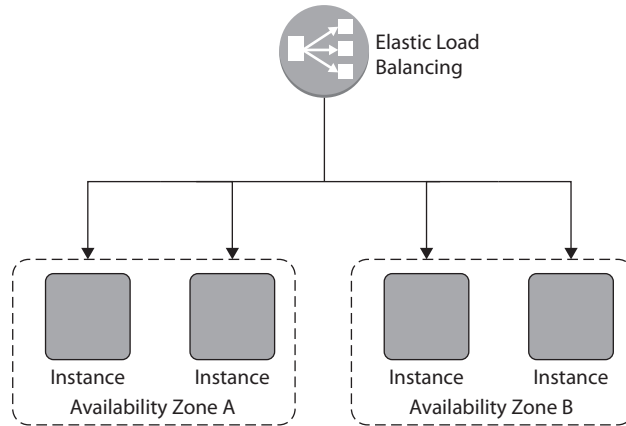 Elastic Load
Balancing
Instance
Instance
Instance
Instance
Availability Zone A
Availability Zone B